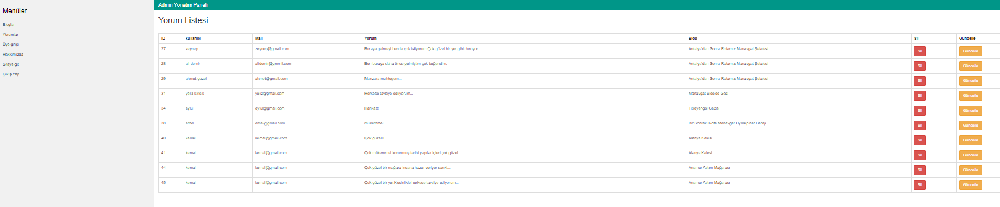 Menüler
Bloglar
Yorumlar
Üye girişi
Hakkımızda
Siteye git
Çıkış Yap
Admin Yönetim Paneli
Yorum Listesi
ID kullanıcı Mail Yorum Blog Sil Güncelle
27 zeynep zeynep@gmail.com Buraya gelmeyi bende çok istiyorum.Çok güzel bir yer gibi duruyor.... Antalya'dan Sonra Rotamız Manavgat Şelalesi Sil Güncelle
28 ali demir alidemir@gmmil.com Ben buraya daha önce gelmiştim çok beğendim. Antalya'dan Sonra Rotamız Manavgat Şelalesi Sil Güncelle
29 ahmet guzel ahmet@gmail.com Manzara muhteşem... Antalya'dan Sonra Rotamız Manavgat Şelalesi Sil Güncelle
31 yeliz kirisik yeliz@gmail.com Herkese tavsiye ediyorum... Manavgat Side'de Gezi Sil Güncelle
34 eylul eylul@gmail.com Harika!!! Titreyengöl Gezisi Sil Güncelle
38 emel emel@gmail.com mukemmel Bir Sonraki Rota Manavgat Oymapınar Barajı Sil Güncelle
40 kemal kemal@gmail,com Çok güzellll.... Alanya Kalesi Sil Güncelle
41 kemal kemal@gmail,com Çok mükemmel korunmuş tarihi yapılar içleri çok güzel.... Alanya Kalesi Sil Güncelle
44 kemal kemal@gmail,com Çok güzel bir mağara insana huzur veriyor sanki... Anamur Astım Mağarası Sil Güncelle
45 kemal kemal@gmail,com Çok güzel bir yer.Kesinlikle herkese tavsiye ediyorum... Anamur Astım Mağarası Sil Güncelle